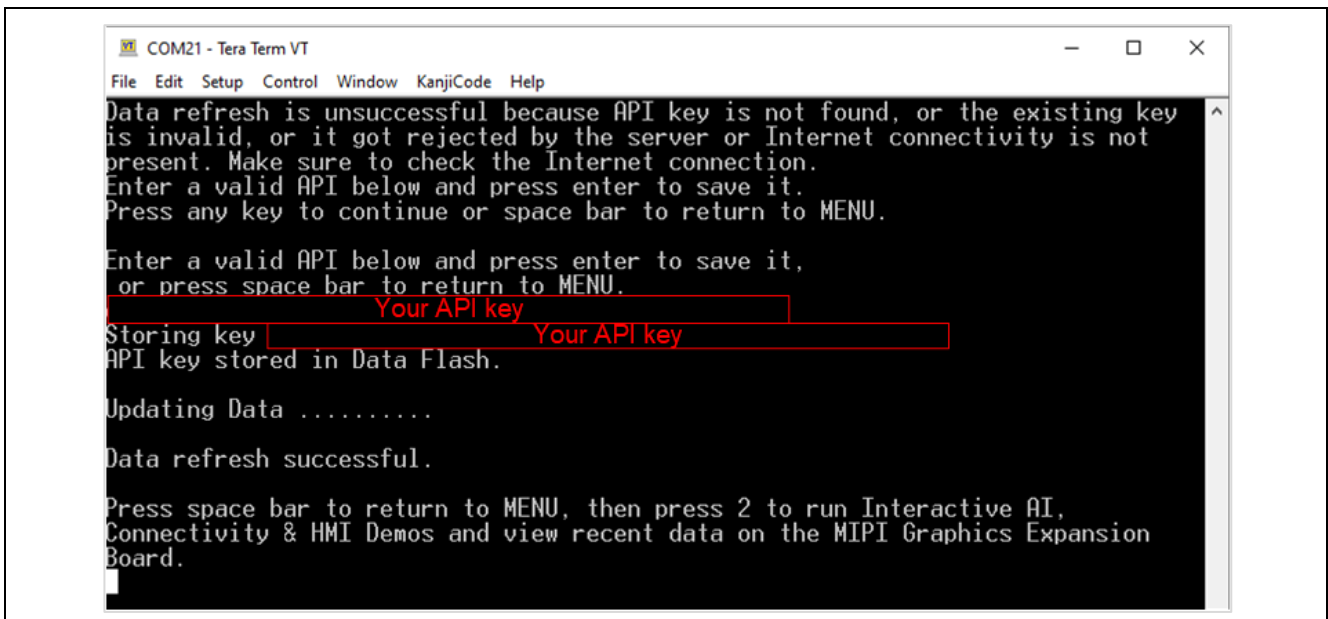 COM21 - Tera Term VT
File Edit Setup Control Window KanjiCode Help
Data refresh is unsuccessful because API key is not found, or the existing key
is invalid, or it got rejected by the server or Internet connectivity is not
present. Make sure to check the Internet connection.
Enter a valid API below and press enter to save it.
Press any key to continue or space bar to return to MENU.
Enter a valid API below and press enter to save it,
or press space bar to return to MENU.
Your API key
Storing key Your API key
API key stored in Data Flash.
Updating Data ..........
Data refresh successful.
Press space bar to return to MENU, then press 2 to run Interactive AI,
Connectivity & HMI Demos and view recent data on the MIPI Graphics Expansion
Board.